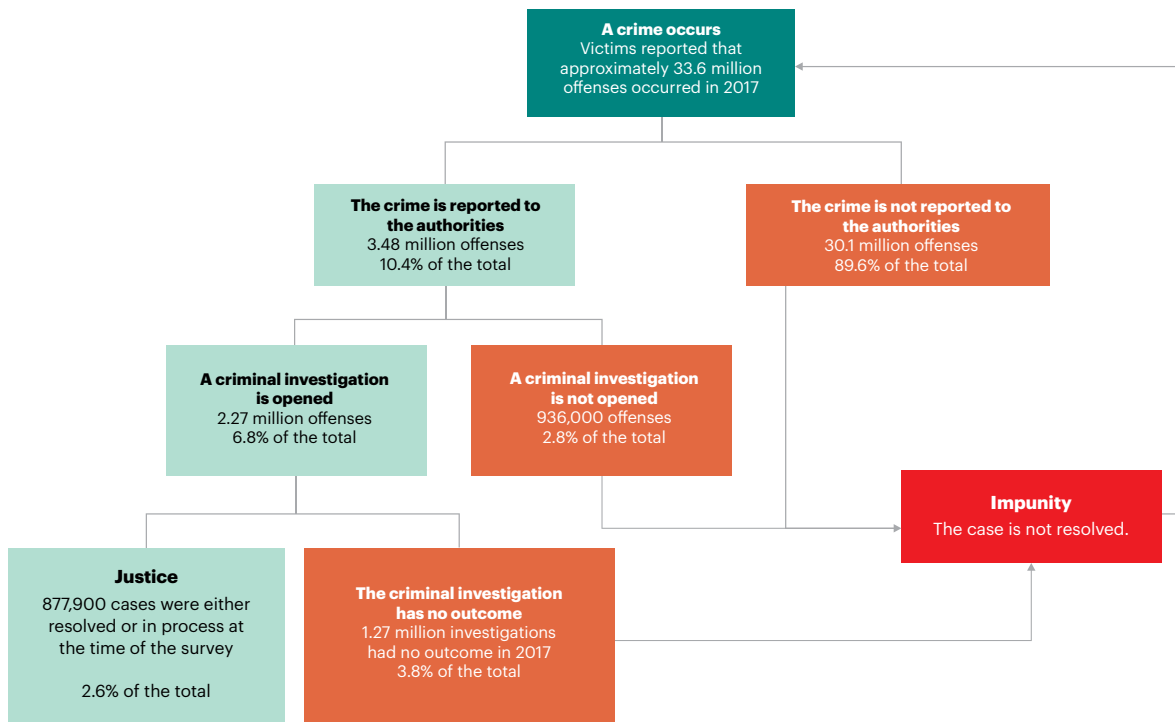 A crime occurs
Victims reported that
approximately 33.6 million
offenses occurred in 2017
The crime is reported to
the authorities
3.48 million offenses
10.4% of the total
The crime is not reported to
the authorities
30.1 million offenses
89.6% of the total
A criminal investigation
is opened
2.27 million offenses
6.8% of the total
A criminal investigation
is not opened
936,000 offenses
2.8% of the total
Impunity
The case is not resolved.
Justice
877,900 cases were either
resolved or in process at
the time of the survey
2.6% of the total
The criminal investigation
has no outcome
1.27 million investigations
had no outcome in 2017
3.8% of the total